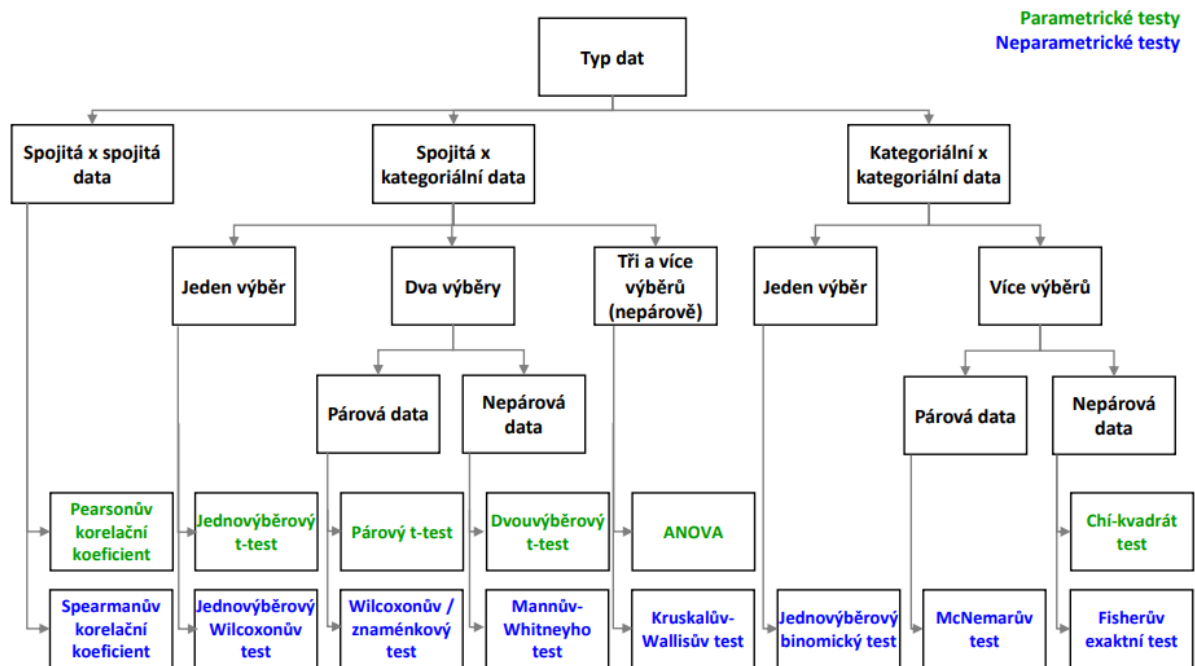 Parametrické testy
Neparametrické testy
Typ dat
Spojitá x spojitá
data
Spojitá x
kategoriální data
Kategoriální x
kategoriální data
Jeden výběr
Dva výběry
Tři a více
výběrů
(nepárově)
Jeden výběr
Více výběrů
Párová data
Nepárová
data
Párová data
Nepárová
data
Pearsonův
korelační
koeficient
Jednovýběrový
t-test
Párový t-test
Dvouvýběrový
t-test
ANOVA
Chí-kvadrát
test
Spearmanův
korelační
koeficient
Jednovýběrový
Wilcoxonův
test
Wilcoxonův /
znaménkový
test
Mannův-
Whitneyho
test
Kruskalův-
Wallisův test
Jednovýběrový
binomický test
McNemarův
test
Fisherův
exaktní test